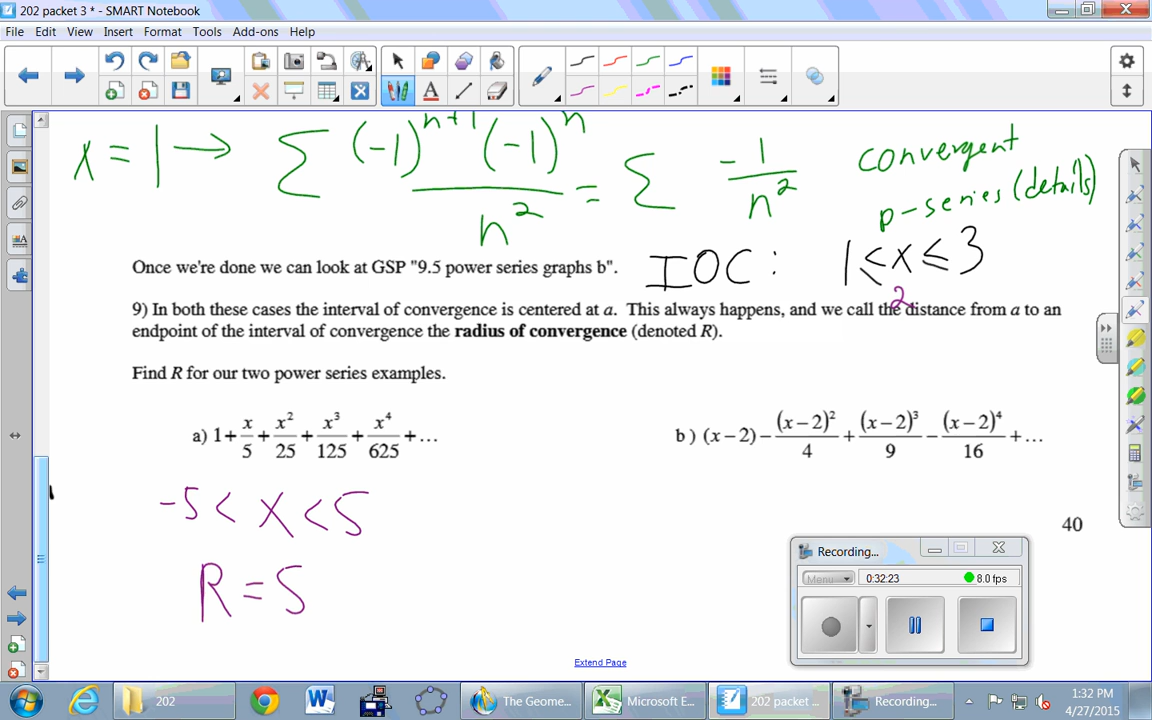 202 packet 3 * - SMART Notebook
File Edit View Insert Format Tools Add-ons Help
x = 1 → Σ (-1)^{n+1} (-1)^n / n² = Σ -1 / n²
convergent
p-series (details)
Once we're done we can look at GSP "9.5 power series graphs b".
IOC : 1 ≤ x ≤ 3
2
9) In both these cases the interval of convergence is centered at a. This always happens, and we call the distance from a to an
endpoint of the interval of convergence the radius of convergence (denoted R).
Find R for our two power series examples.
a) 1 + x/5 + x²/25 + x³/125 + x⁴/625 + …
b) (x − 2) − (x − 2)²/4 + (x − 2)³/9 − (x − 2)⁴/16 + …
-5 < x < 5
R = 5
40
Recording...
Menu
0:32:23
8.0 fps
Extend Page
202
The Geome...
Microsoft E...
202 packet ...
Recording...
1:32 PM
4/27/2015